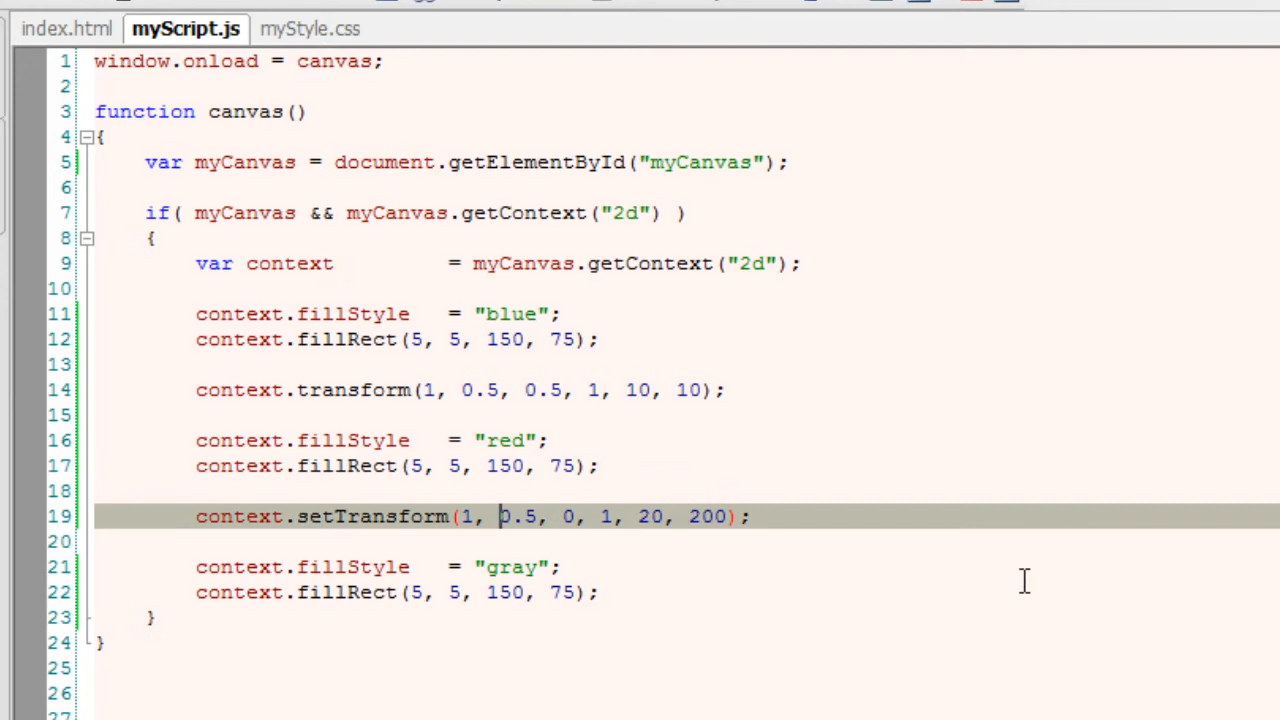 index.html myScript.js myStyle.css
1 window.onload = canvas;
2
3 function canvas()
4 {
5 var myCanvas = document.getElementById("myCanvas");
6
7 if( myCanvas && myCanvas.getContext("2d") )
8 {
9 var context = myCanvas.getContext("2d");
10
11 context.fillStyle = "blue";
12 context.fillRect(5, 5, 150, 75);
13
14 context.transform(1, 0.5, 0.5, 1, 10, 10);
15
16 context.fillStyle = "red";
17 context.fillRect(5, 5, 150, 75);
18
19 context.setTransform(1, 0.5, 0, 1, 20, 200);
20
21 context.fillStyle = "gray";
22 context.fillRect(5, 5, 150, 75);
23 }
24 }
25
26
27